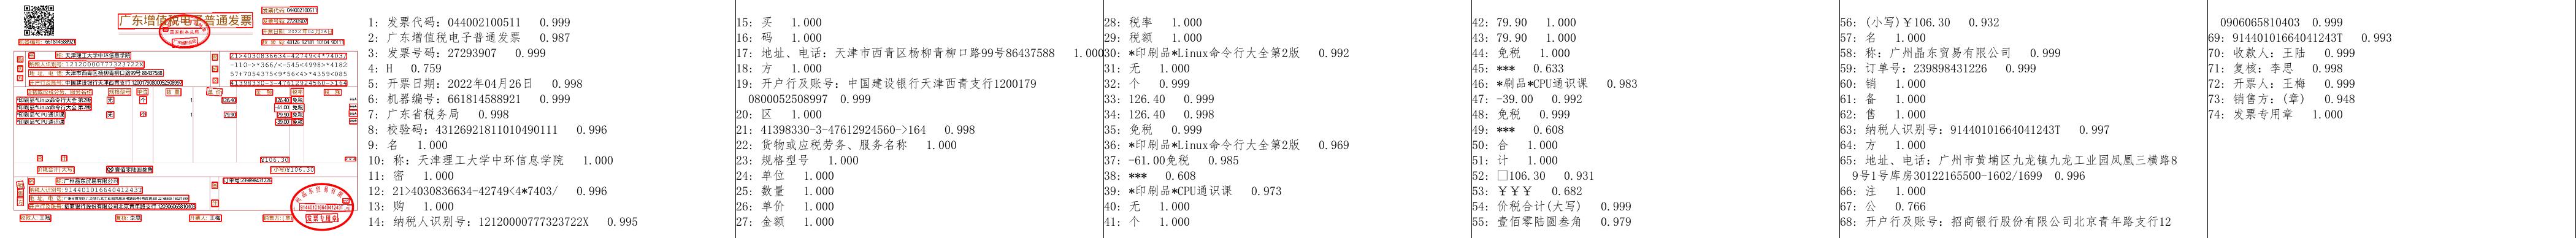 发票代码：044002100511
广东增值税电子普通发票
1: 发票代码：044002100511 0.999
2: 广东增值税电子普通发票 0.987
3: 发票号码：27293907 0.999
4: H 0.759
5: 开票日期：2022年04月26日 0.998
6: 机器编号：661814588921 0.999
7: 广东省税务局 0.998
8: 校验码：43126921811010490111 0.996
9: 名 1.000
10: 称：天津理工大学中环信息学院 1.000
11: 密 1.000
12: 21>4030836634-42749<4*7403/ 0.996
13: 购 1.000
14: 纳税人识别号：12120000777323722X 0.995
15: 买 1.000
16: 码 1.000
17: 地址、电话：天津市西青区杨柳青柳口路99号86437588 1.000
18: 方 1.000
19: 开户行及账号：中国建设银行天津西青支行1200179
0800052508997 0.999
20: 区 1.000
21: 41398330-3-47612924560->164 0.998
22: 货物或应税劳务、服务名称 1.000
23: 规格型号 1.000
24: 单位 1.000
25: 数量 1.000
26: 单价 1.000
27: 金额 1.000
28: 税率 1.000
29: 税额 1.000
30: *印刷品*Linux命令行大全第2版 0.992
31: 无 1.000
32: 个 0.999
33: 126.40 0.999
34: 126.40 0.998
35: 免税 0.999
36: *印刷品*Linux命令行大全第2版 0.969
37: -61.00免税 0.985
38: *** 0.608
39: *印刷品*CPU通识课 0.973
40: 无 1.000
41: 个 1.000
42: 79.90 1.000
43: 79.90 1.000
44: 免税 1.000
45: *** 0.633
46: *刷品*CPU通识课 0.983
47: -39.00 0.992
48: 免税 0.999
49: *** 0.608
50: 合 1.000
51: 计 1.000
52: □106.30 0.931
53: ￥￥￥ 0.682
54: 价税合计(大写) 0.999
55: 壹佰零陆圆叁角 0.979
56: (小写)￥106.30 0.932
57: 名 1.000
58: 称：广州晶东贸易有限公司 0.999
59: 订单号：239898431226 0.999
60: 销 1.000
61: 备 1.000
62: 售 1.000
63: 纳税人识别号：91440101664041243T 0.997
64: 方 1.000
65: 地址、电话：广州市黄埔区九龙镇九龙工业园凤凰三横路8
9号1号库房30122165500-1602/1699 0.996
66: 注 1.000
67: 公 0.766
68: 开户行及账号：招商银行股份有限公司北京青年路支行12
0906065810403 0.999
69: 91440101664041243T 0.993
70: 收款人：王陆 0.999
71: 复核：李思 0.998
72: 开票人：王梅 0.999
73: 销售方：(章) 0.948
74: 发票专用章 1.000